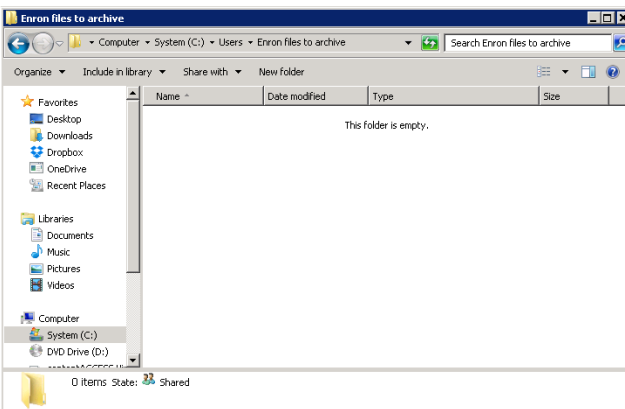 Enron files to archive
Computer System (C:) Users Enron files to archive
Search Enron files to archive
Organize Include in library Share with New folder
Name Date modified Type Size
This folder is empty.
Favorites
Desktop
Downloads
Dropbox
OneDrive
Recent Places
Libraries
Documents
Music
Pictures
Videos
Computer
System (C:)
DVD Drive (D:)
0 items State: Shared